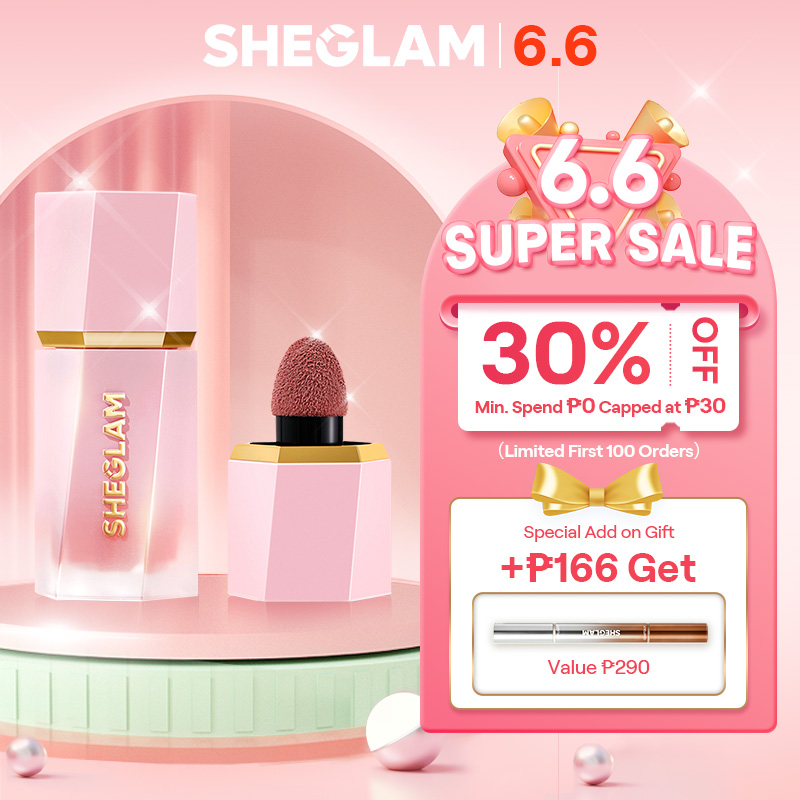 SHEGLAM | 6.6
6.6
SUPER SALE
30% OFF
Min. Spend ₱0 Capped at ₱30
(Limited First 100 Orders)
Special Add on Gift
+₱166 Get
SHEGLAM
Value ₱290
SHEGLAM